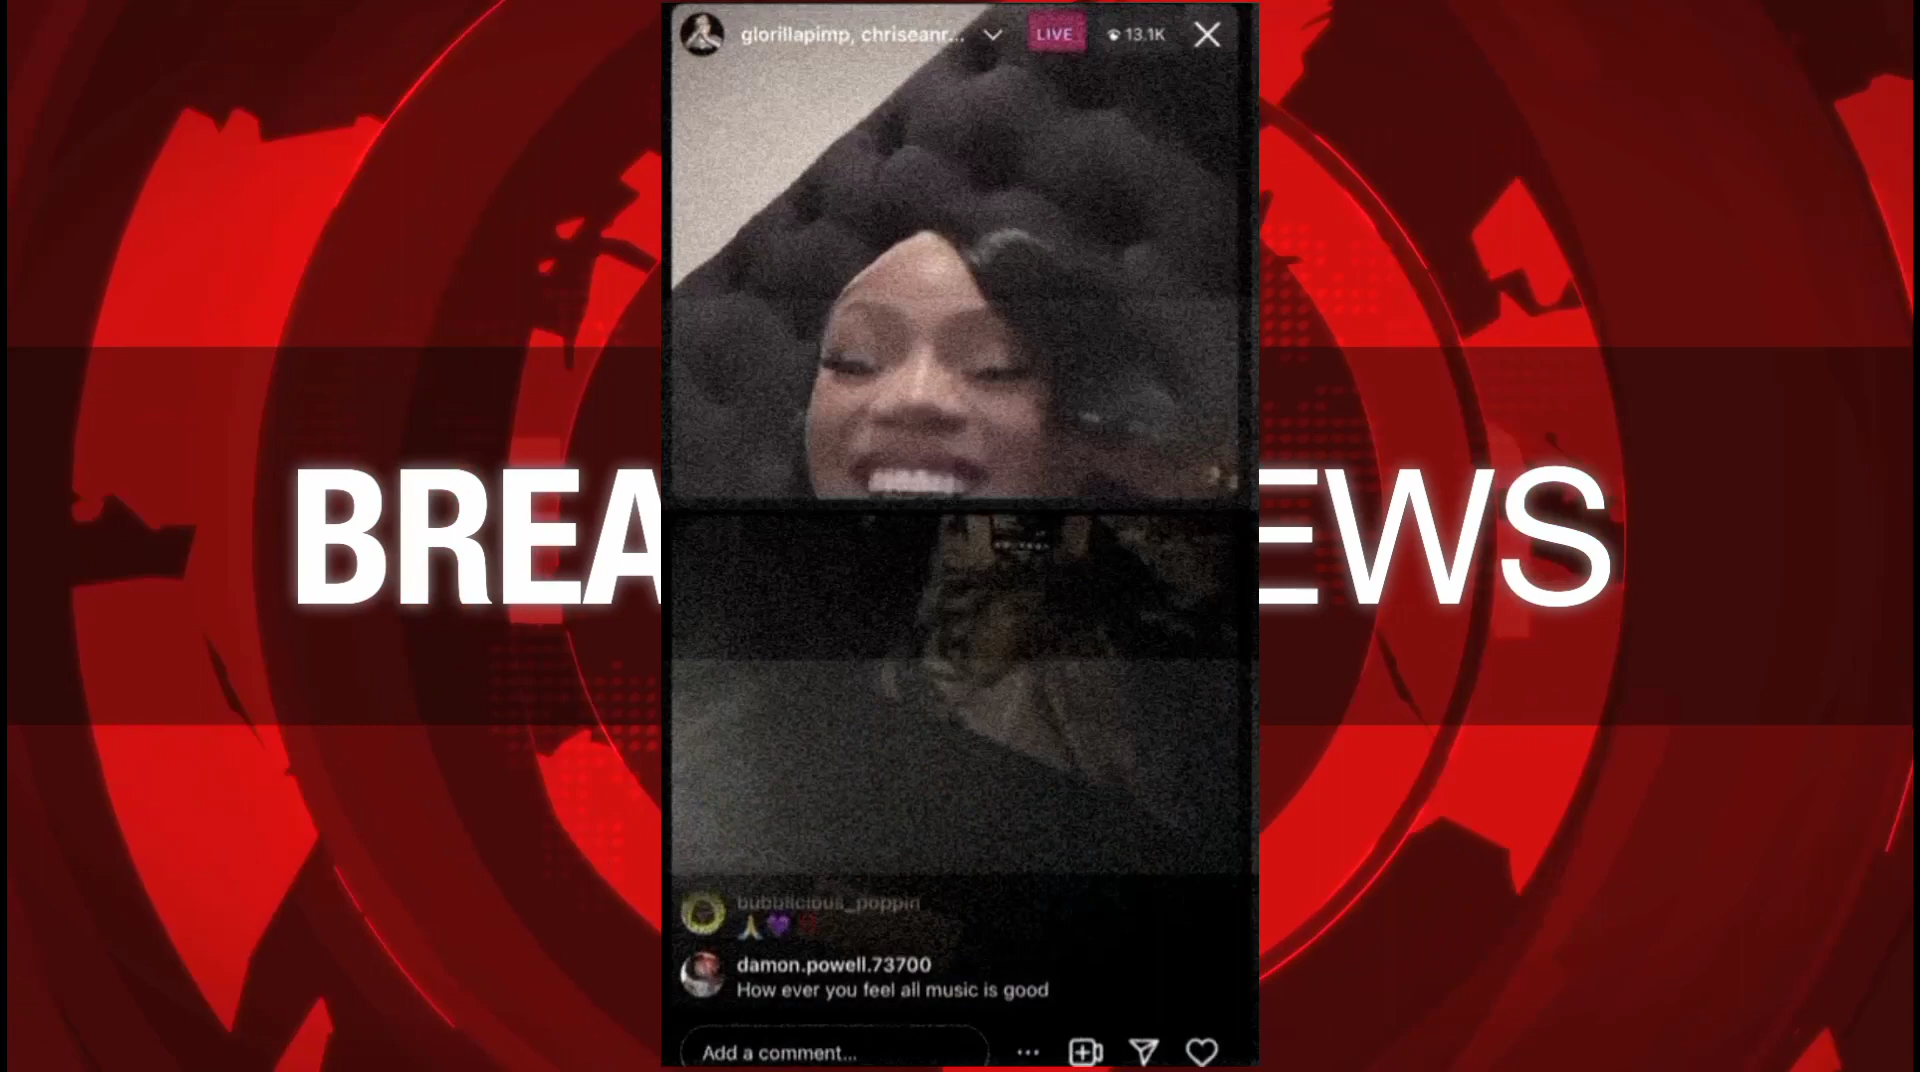 glorillapimp, chriseanr...
LIVE
13.1K
BREA
EWS
bubblicious_poppin
🙏💜
damon.powell.73700
How ever you feel all music is good
Add a comment...